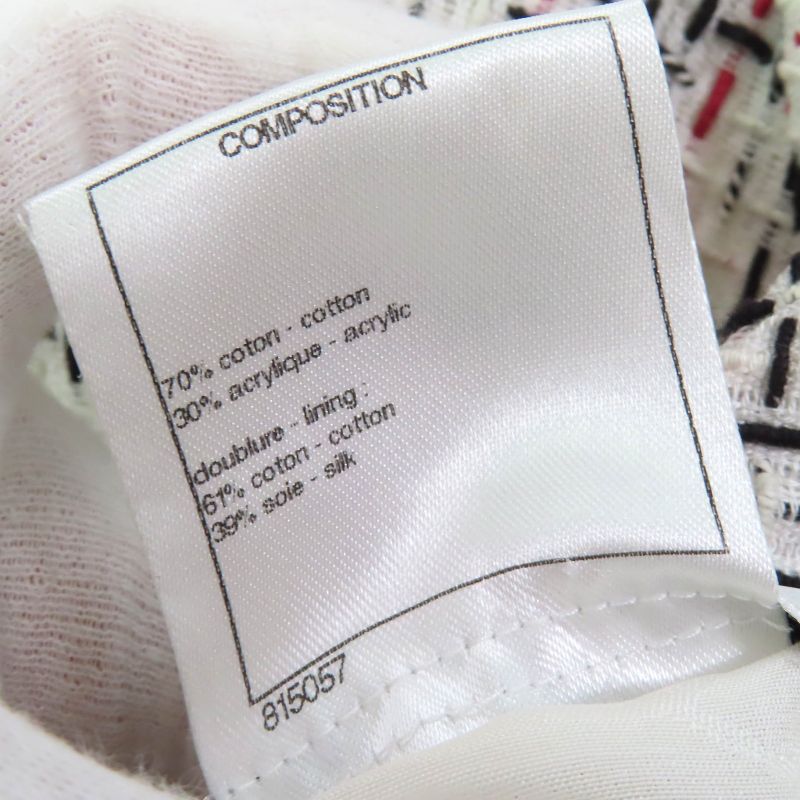 COMPOSITION
70% coton - cotton
30% acrylique - acrylic
doublure - lining :
61% coton - cotton
39% soie - silk
815057